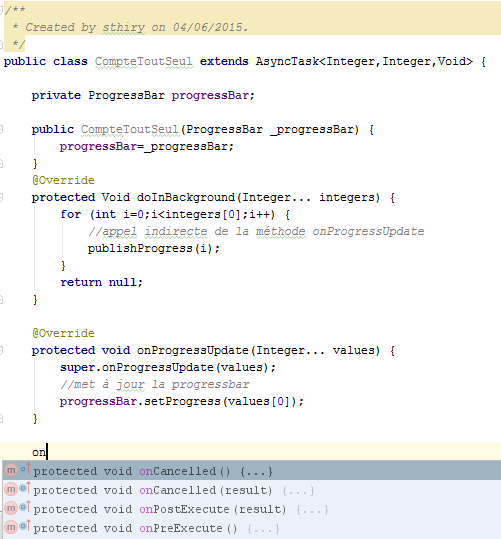 /**
* Created by sthiry on 04/06/2015.
*/
public class CompteToutSeul extends AsyncTask<Integer,Integer,Void> {
private ProgressBar progressBar;
public CompteToutSeul(ProgressBar _progressBar) {
progressBar=_progressBar;
}
@Override
protected Void doInBackground(Integer... integers) {
for (int i=0;i<integers[0];i++) {
//appel indirecte de la méthode onProgressUpdate
publishProgress(i);
}
return null;
}
@Override
protected void onProgressUpdate(Integer... values) {
super.onProgressUpdate(values);
//met à jour la progressbar
progressBar.setProgress(values[0]);
}
on
m protected void onCancelled() {...}
m protected void onCancelled(result) {...}
m protected void onPostExecute(result) {...}
m protected void onPreExecute() {...}